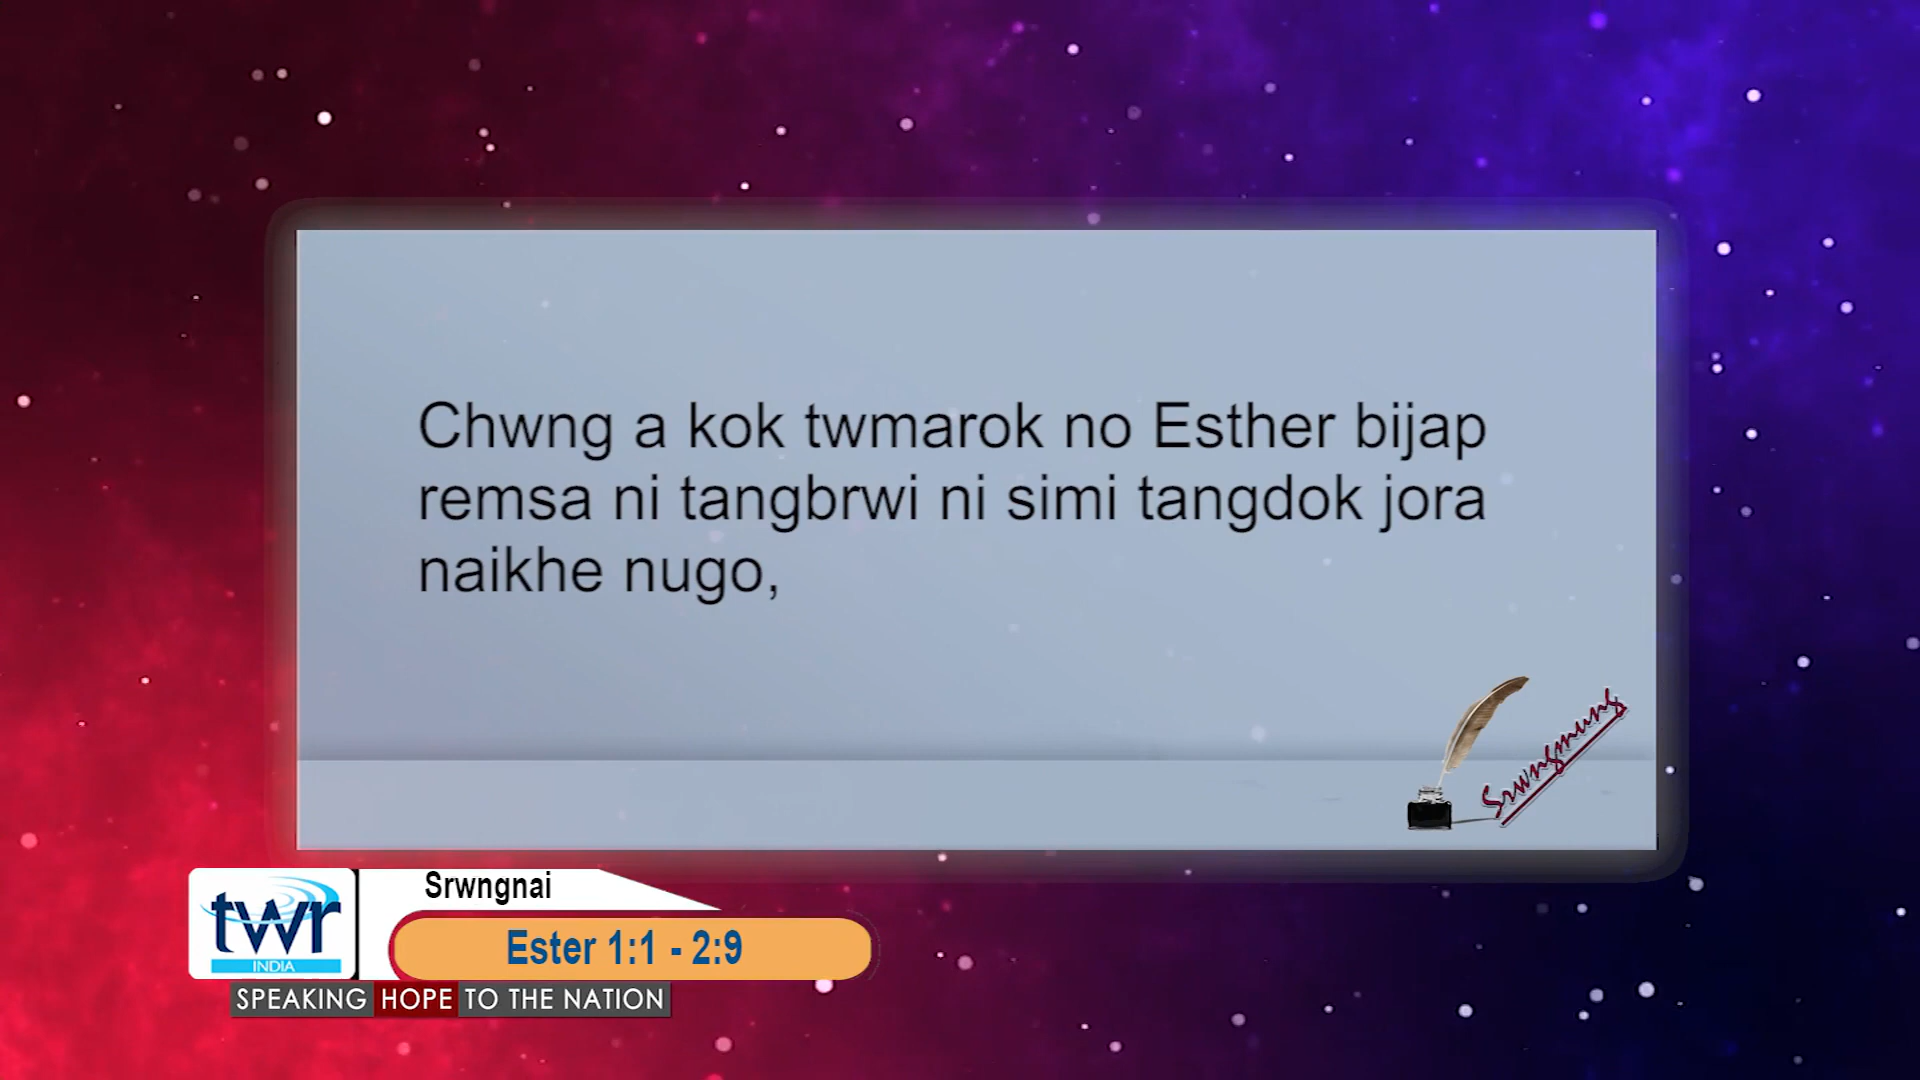 Chwng a kok twmarok no Esther bijap
remsa ni tangbrwi ni simi tangdok jora
naikhe nugo,
Srwngmung
twr
INDIA
Srwngnai
Ester 1:1 - 2:9
SPEAKING HOPE TO THE NATION